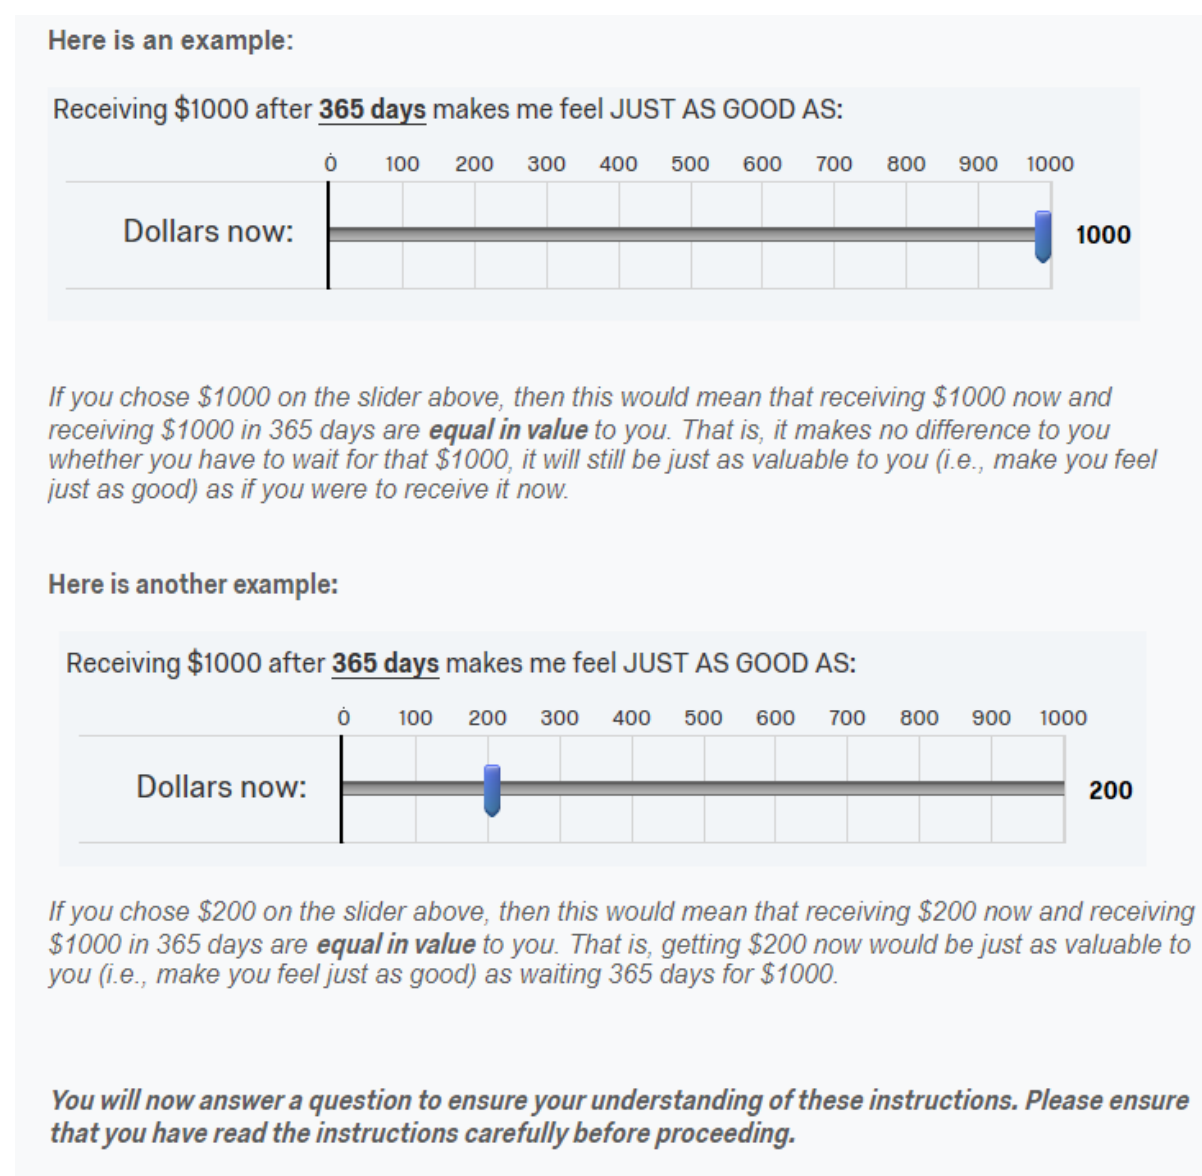 Here is an example:
Receiving $1000 after 365 days makes me feel JUST AS GOOD AS:
0 100 200 300 400 500 600 700 800 900 1000
Dollars now: 1000
If you chose $1000 on the slider above, then this would mean that receiving $1000 now and
receiving $1000 in 365 days are equal in value to you. That is, it makes no difference to you
whether you have to wait for that $1000, it will still be just as valuable to you (i.e., make you feel
just as good) as if you were to receive it now.
Here is another example:
Receiving $1000 after 365 days makes me feel JUST AS GOOD AS:
0 100 200 300 400 500 600 700 800 900 1000
Dollars now: 200
If you chose $200 on the slider above, then this would mean that receiving $200 now and receiving
$1000 in 365 days are equal in value to you. That is, getting $200 now would be just as valuable to
you (i.e., make you feel just as good) as waiting 365 days for $1000.
You will now answer a question to ensure your understanding of these instructions. Please ensure
that you have read the instructions carefully before proceeding.